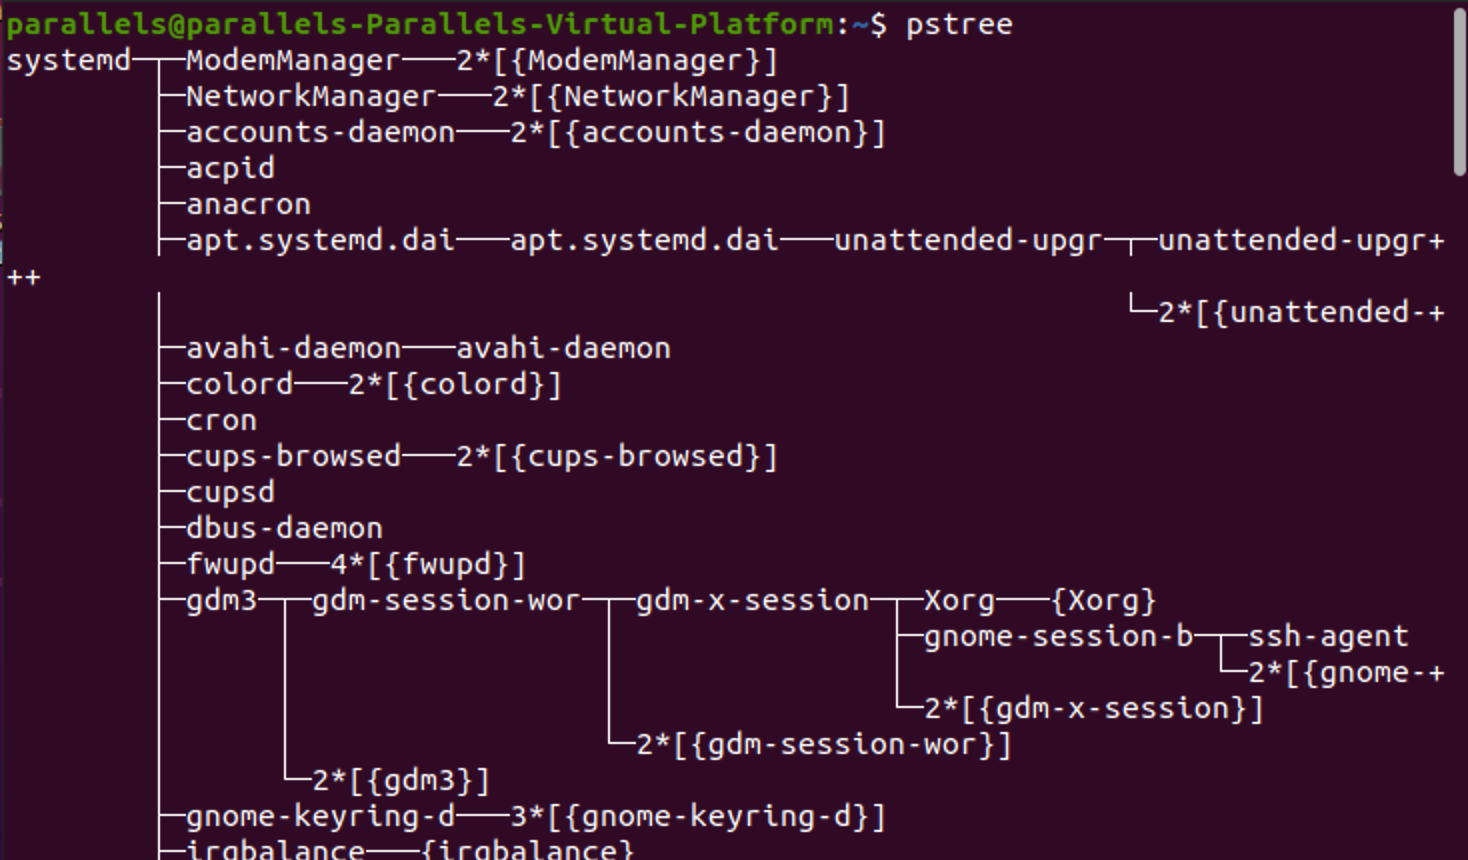 parallels@parallels-Parallels-Virtual-Platform:~$ pstree
systemd─┬─ModemManager───2*[{ModemManager}]
        ├─NetworkManager───2*[{NetworkManager}]
        ├─accounts-daemon───2*[{accounts-daemon}]
        ├─acpid
        ├─anacron
        ├─apt.systemd.dai───apt.systemd.dai───unattended-upgr─┬─unattended-upgr+
++
        │                                                     └─2*[{unattended-+
        ├─avahi-daemon───avahi-daemon
        ├─colord───2*[{colord}]
        ├─cron
        ├─cups-browsed───2*[{cups-browsed}]
        ├─cupsd
        ├─dbus-daemon
        ├─fwupd───4*[{fwupd}]
        ├─gdm3─┬─gdm-session-wor─┬─gdm-x-session─┬─Xorg───{Xorg}
        │      │                 │               ├─gnome-session-b─┬─ssh-agent
        │      │                 │               │                 └─2*[{gnome-+
        │      │                 │               └─2*[{gdm-x-session}]
        │      │                 └─2*[{gdm-session-wor}]
        │      └─2*[{gdm3}]
        ├─gnome-keyring-d───3*[{gnome-keyring-d}]
        ├─irqbalance───{irqbalance}